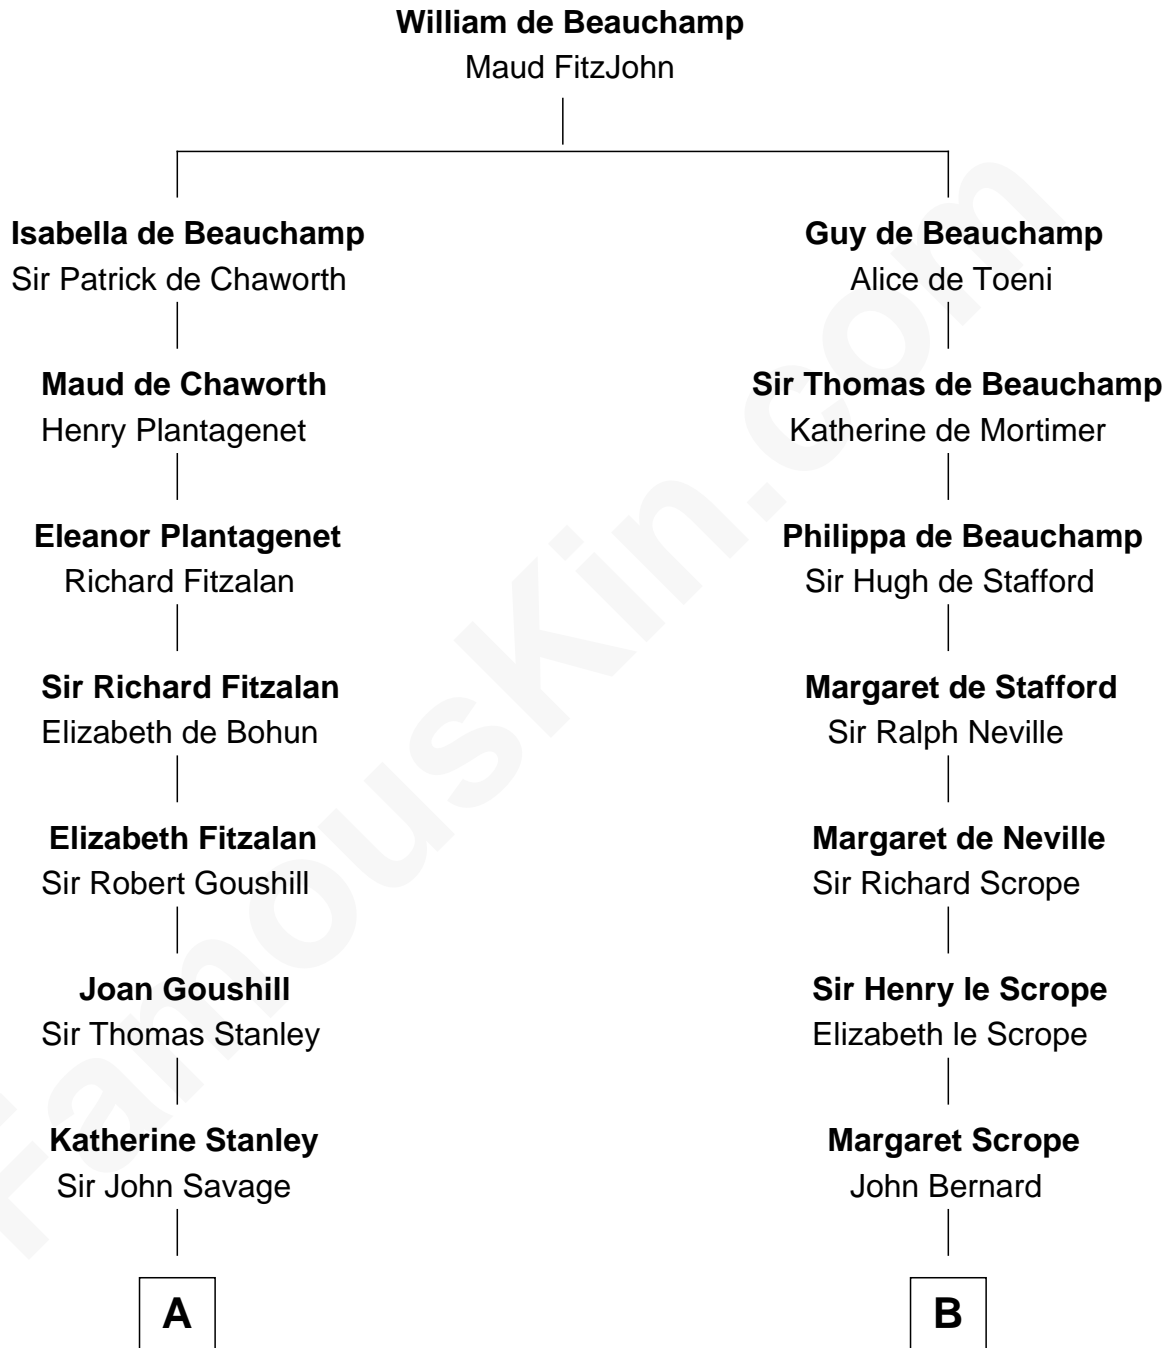 William de Beauchamp
Maud FitzJohn
Isabella de Beauchamp
Sir Patrick de Chaworth
Guy de Beauchamp
Alice de Toeni
Maud de Chaworth
Henry Plantagenet
Sir Thomas de Beauchamp
Katherine de Mortimer
Eleanor Plantagenet
Richard Fitzalan
Philippa de Beauchamp
Sir Hugh de Stafford
Sir Richard Fitzalan
Elizabeth de Bohun
Margaret de Stafford
Sir Ralph Neville
Elizabeth Fitzalan
Sir Robert Goushill
Margaret de Neville
Sir Richard Scrope
Joan Goushill
Sir Thomas Stanley
Sir Henry le Scrope
Elizabeth le Scrope
Katherine Stanley
Sir John Savage
Margaret Scrope
John Bernard
A
B
FamousKin.com